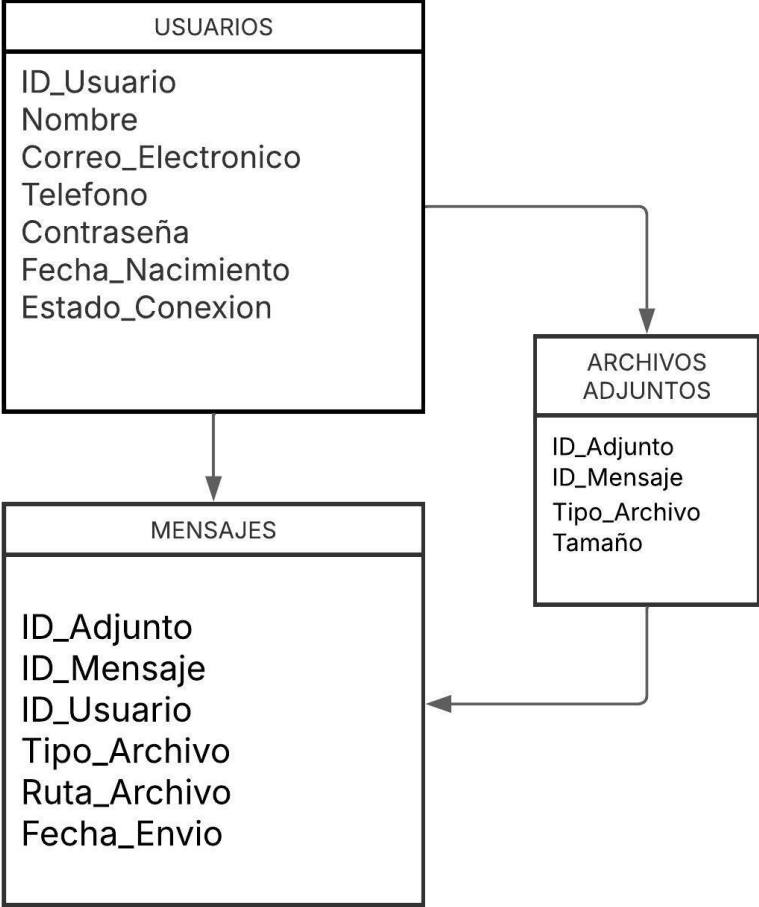 USUARIOS
ID_Usuario
Nombre
Correo_Electronico
Telefono
Contraseña
Fecha_Nacimiento
Estado_Conexion
ARCHIVOS
ADJUNTOS
ID_Adjunto
ID_Mensaje
Tipo_Archivo
Tamaño
MENSAJES
ID_Adjunto
ID_Mensaje
ID_Usuario
Tipo_Archivo
Ruta_Archivo
Fecha_Envio